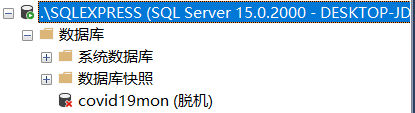 .\SQLEXPRESS (SQL Server 15.0.2000 - DESKTOP-JD
数据库
系统数据库
数据库快照
covid19mon (脱机)